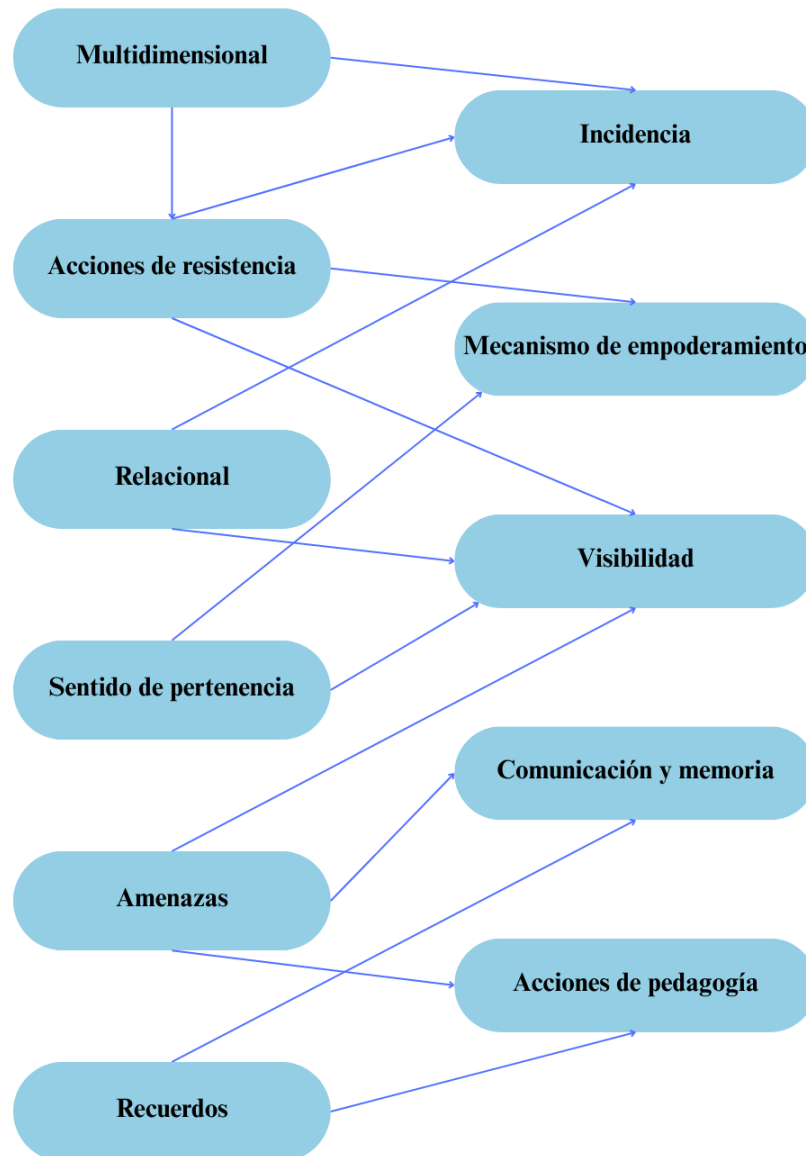 Multidimensional
Incidencia
Acciones de resistencia
Mecanismo de empoderamiento
Relacional
Visibilidad
Sentido de pertenencia
Comunicación y memoria
Amenazas
Acciones de pedagogía
Recuerdos